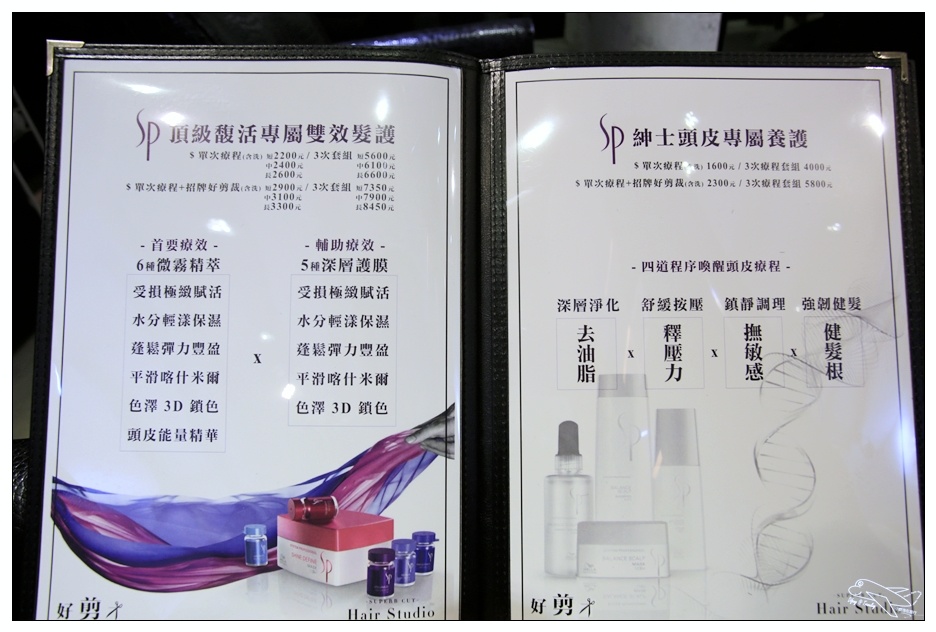 SP 頂級馥活專屬雙效髮護
$ 單次療程(含洗) 短2200元 / 3次套組 短5600元
中2400元 中6100元
長2600元 長6600元
$ 單次療程+招牌好剪裁(含洗) 短2900元 / 3次套組 短7350元
中3100元 中7900元
長3300元 長8450元
- 首要療效 -
6種微霧精萃
受損極緻賦活
水分輕漾保濕
蓬鬆彈力豐盈
平滑喀什米爾
色澤 3D 鎖色
頭皮能量精華
x
- 輔助療效 -
5種深層護膜
受損極緻賦活
水分輕漾保濕
蓬鬆彈力豐盈
平滑喀什米爾
色澤 3D 鎖色
SP
好剪
SUPERB CUT
Hair Studio
SP 紳士頭皮專屬養護
$ 單次療程(含洗) 1600元 / 3次療程套組 4000元
$ 單次療程+招牌好剪裁(含洗) 2300元 / 3次療程套組 5800元
- 四道程序喚醒頭皮療程 -
深層淨化 舒緩按壓 鎮靜調理 強韌健髮
去油脂 x 釋壓力 x 撫敏感 x 健髮根
SP
好剪
Hair Studio